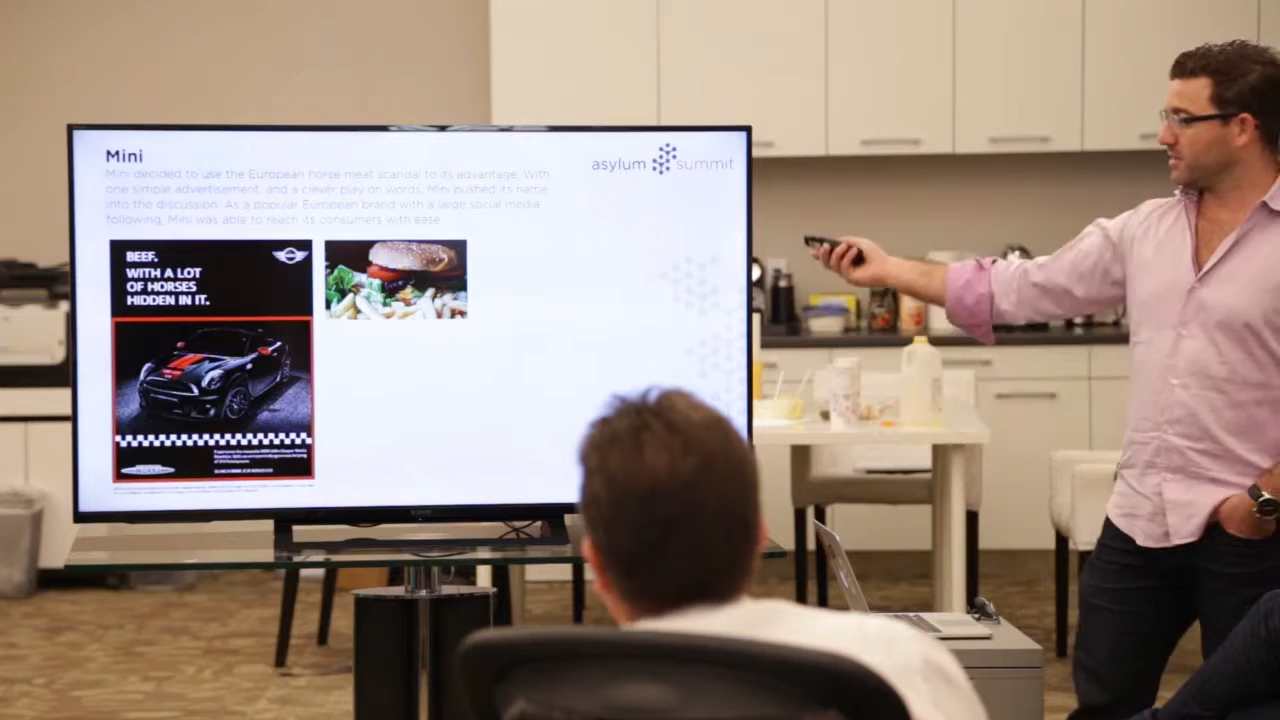 Mini
asylum summit
Mini decided to use the European horse meat scandal to its advantage. With
one simple advertisement, and a clever play on words, Mini pushed its name
into the discussion. As a popular European brand with a large social media
following, Mini was able to reach its consumers with ease.
BEEF.
WITH A LOT
OF HORSES
HIDDEN IN IT.